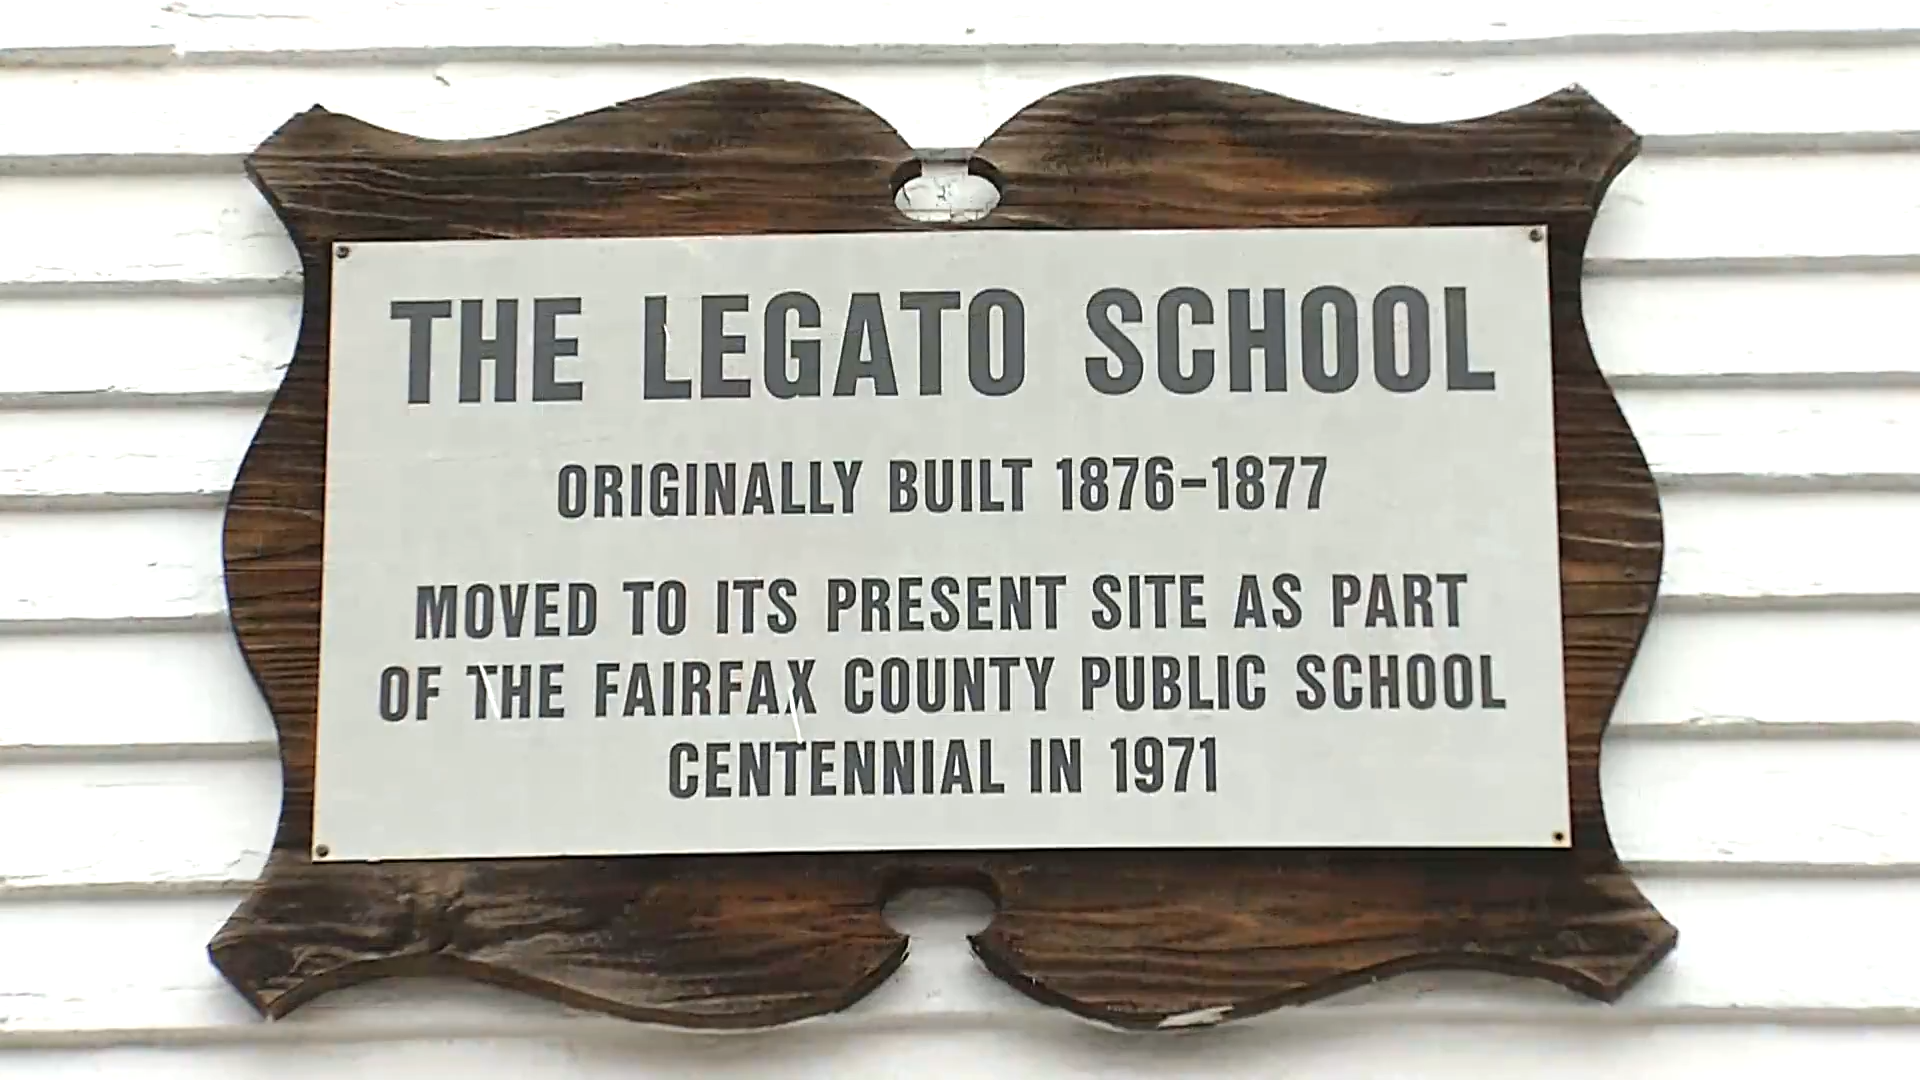 THE LEGATO SCHOOL
ORIGINALLY BUILT 1876-1877
MOVED TO ITS PRESENT SITE AS PART
OF THE FAIRFAX COUNTY PUBLIC SCHOOL
CENTENNIAL IN 1971